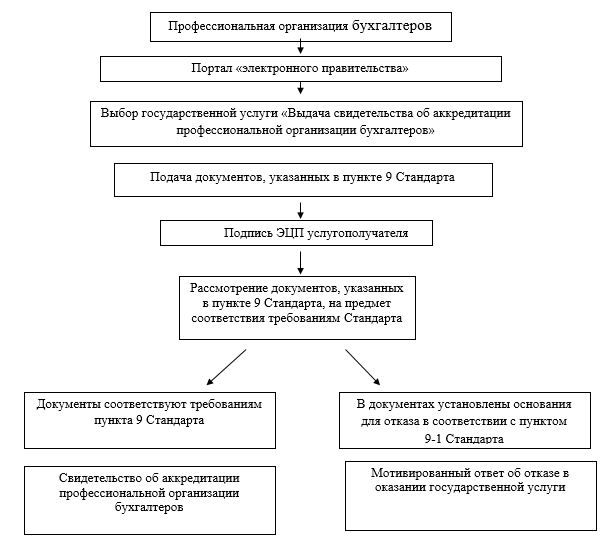 Профессиональная организация бухгалтеров
Портал «электронного правительства»
Выбор государственной услуги «Выдача свидетельства об аккредитации
профессиональной организации бухгалтеров»
Подача документов, указанных в пункте 9 Стандарта
Подпись ЭЦП услугополучателя
Рассмотрение документов, указанных
в пункте 9 Стандарта, на предмет
соответствия требованиям Стандарта
Документы соответствуют требованиям
пункта 9 Стандарта
В документах установлены основания
для отказа в соответствии с пунктом
9-1 Стандарта
Свидетельство об аккредитации
профессиональной организации
бухгалтеров
Мотивированный ответ об отказе в
оказании государственной услуги